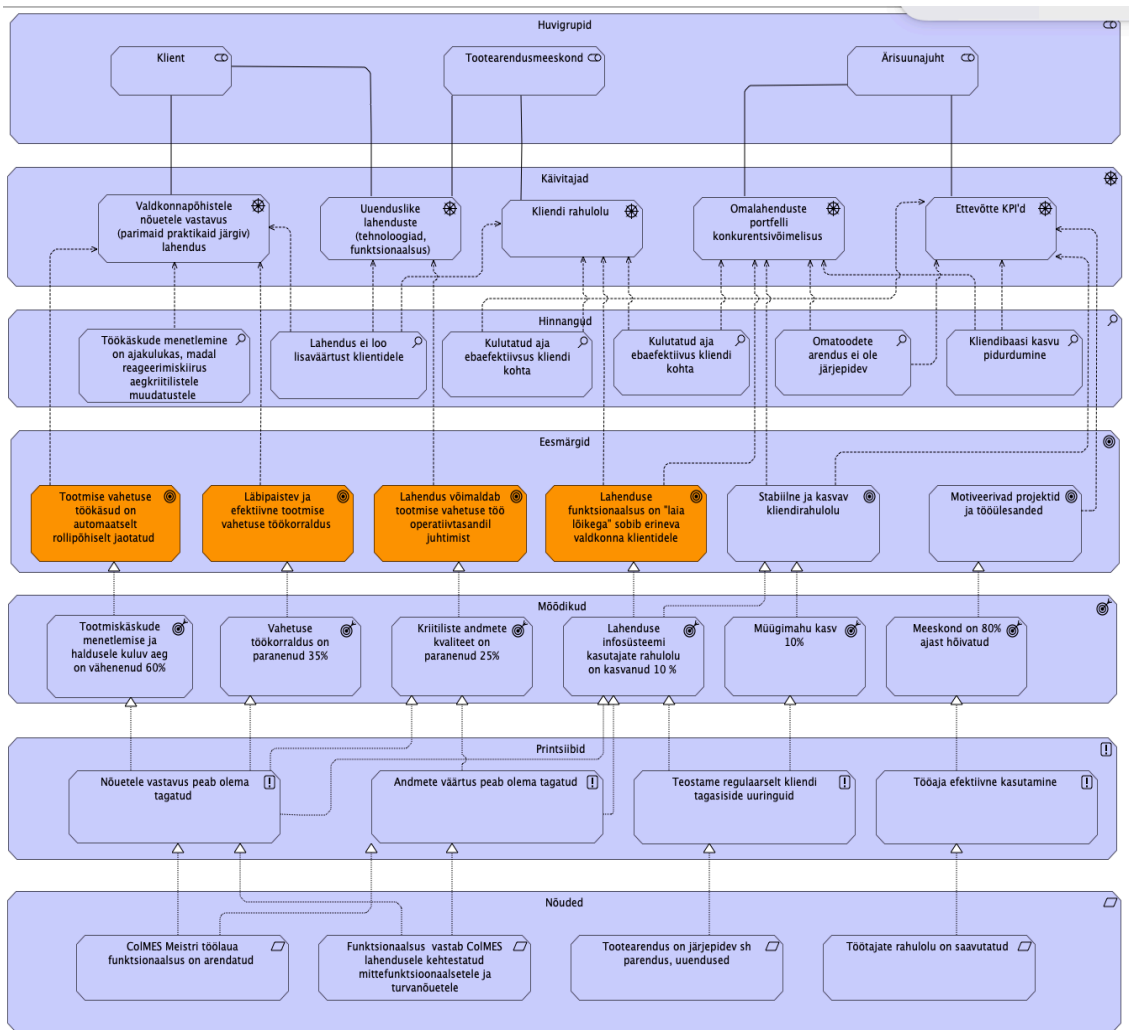 Huvigrupid
Klient
Tootearendusmeeskond
Ärisuunajuht
Käivitajad
Valdkonnapõhistele
nõuetele vastavus
(parimaid praktikaid järgiv)
lahendus
Uuenduslike
lahenduste
(tehnoloogiad,
funktsionaalsus)
Kliendi rahulolu
Omalahenduste
portfelli
konkurentsivõimelisus
Ettevõtte KPI'd
Hinnangud
Töökäskude menetlemine
on ajakulukas, madal
reageerimiskiirus
aegkriitilistele
muudatustele
Lahendus ei loo
lisaväärtust klientidele
Kulutatud aja
ebaefektiivsus kliendi
kohta
Kulutatud aja
ebaefektiivus kliendi
kohta
Omatoodete
arendus ei ole
järjepidev
Kliendibaasi kasvu
pidurdumine
Eesmärgid
Tootmise vahetuse
töökäsud on
automaatselt
rollipõhiselt jaotatud
Läbipaistev ja
efektiivne tootmise
vahetuse töökorraldus
Lahendus võimaldab
tootmise vahetuse töö
operatiivtasandil
juhtimist
Lahenduse
funktsionaalsus on "laia
lõikega" sobib erineva
valdkonna klientidele
Stabiilne ja kasvav
kliendirahulolu
Motiveerivad projektid
ja tööülesanded
Mõõdikud
Tootmiskäskude
menetlemise ja
haldusele kuluv aeg
on vähenenud 60%
Vahetuse
töökorraldus on
paranenud 35%
Kriitiliste andmete
kvaliteet on
paranenud 25%
Lahenduse
infosüsteemi
kasutajate rahulolu
on kasvanud 10 %
Müügimahu kasv
10%
Meeskond on 80%
ajast hõivatud
Printsiibid
Nõuetele vastavus peab olema
tagatud
Andmete väärtus peab olema tagatud
Teostame regulaarselt kliendi
tagasiside uuringuid
Tööaja efektiivne kasutamine
Nõuded
ColMES Meistri töölaua
funktsionaalsus on arendatud
Funktsionaalsus vastab ColMES
lahendusele kehtestatud
mittefunktsioonaalsetele ja
turvanõuetele
Tootearendus on järjepidev sh
parendus, uuendused
Töötajate rahulolu on saavutatud